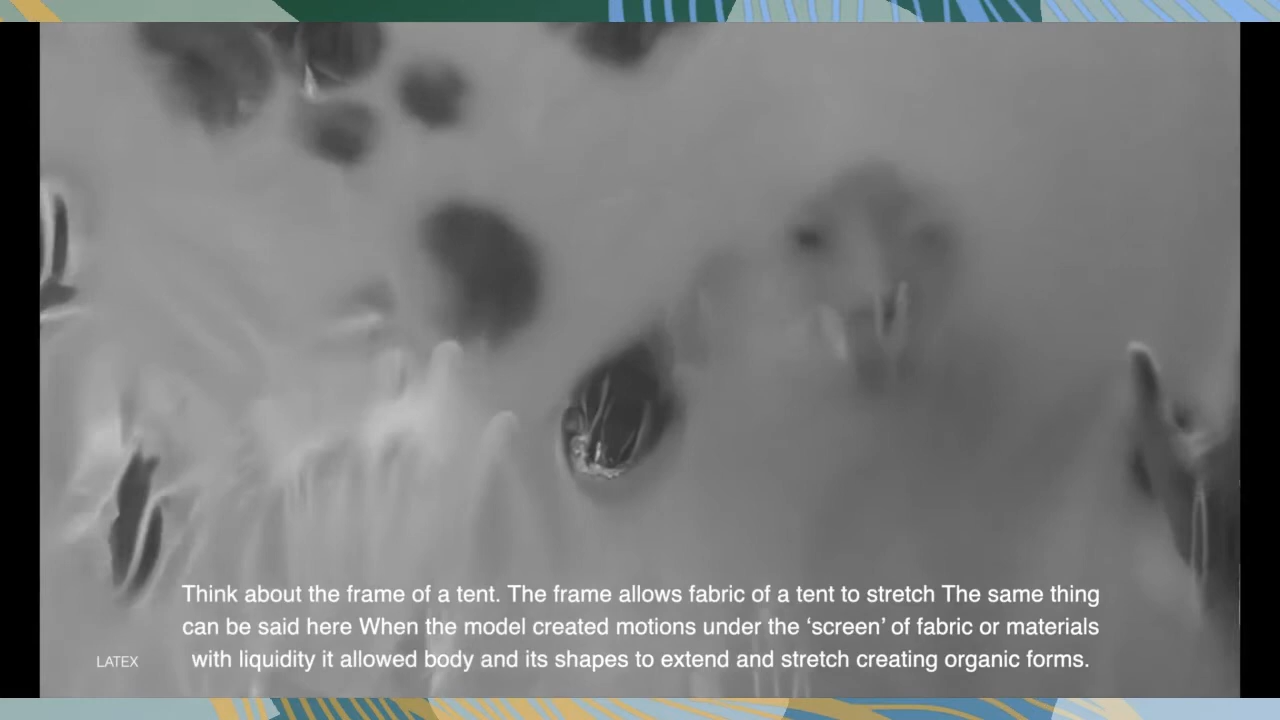 Think about the frame of a tent. The frame allows fabric of a tent to stretch The same thing
can be said here When the model created motions under the ‘screen’ of fabric or materials
with liquidity it allowed body and its shapes to extend and stretch creating organic forms.
LATEX